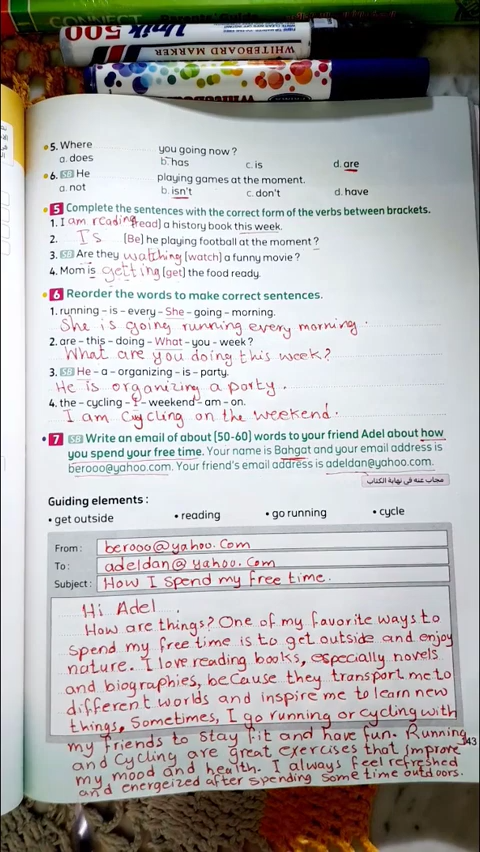 CONNECT
500 Unik
WHITEBOARD MARKER
5. Where you going now?
a. does b. has c. is d. are
6. SB He playing games at the moment.
a. not b. isn't c. don't d. have
5 Complete the sentences with the correct form of the verbs between brackets.
1. I am reading (read) a history book this week.
2. Is (Be) he playing football at the moment?
3. SB Are they watching (watch) a funny movie?
4. Mom is getting (get) the food ready.
6 Reorder the words to make correct sentences.
1. running - is - every - She - going - morning.
She is going running every morning.
2. are - this - doing - What - you - week?
What are you doing this week?
3. SB He - a - organizing - is - party.
He is organizing a party.
4. the - cycling - I - weekend - am - on.
I am cycling on the weekend.
7 SB Write an email of about [50-60] words to your friend Adel about how
you spend your free time. Your name is Bahgat and your email address is
berooo@yahoo.com. Your friend's email address is adeldan@yahoo.com.
مجاب عنه في نهاية الكتاب
Guiding elements :
• get outside • reading • go running • cycle
From: berooo@yahoo.com
To: adeldan@yahoo.com
Subject: How I spend my free time.
Hi Adel
How are things? One of my favorite ways to
spend my free time is to get outside and enjoy
nature. I love reading books, especially novels
and biographies, because they transport me to
different worlds and inspire me to learn new
things. Sometimes, I go running or cycling with
my friends to stay fit and have fun. Running
and cycling are great exercises that improre
my mood and health. I always feel refreshed
and energeized after spending some time outdoors.
143